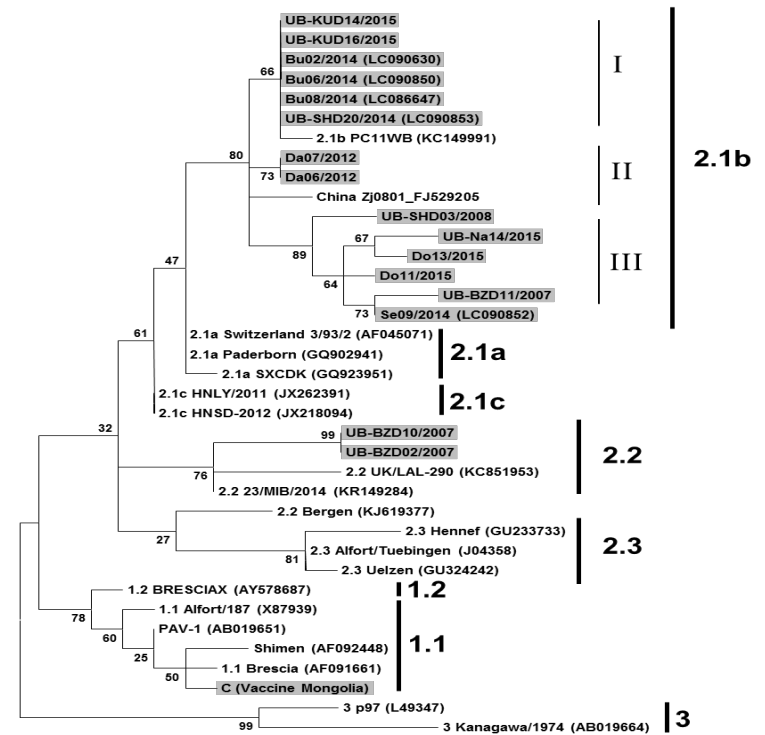 UB-KUD14/2015
UB-KUD16/2015
Bu02/2014 (LC090630)
I
66
Bu06/2014 (LC090850)
Bu08/2014 (LC086647)
UB-SHD20/2014 (LC090853)
2.1b PC11WB (KC149991)
80
Da07/2012
2.1b
73
Da06/2012
II
China Zj0801_FJ529205
UB-SHD03/2008
67
UB-Na14/2015
89
Do13/2015
III
47
64
Do11/2015
UB-BZD11/2007
73
Se09/2014 (LC090852)
61
2.1a Switzerland 3/93/2 (AF045071)
2.1a Paderborn (GQ902941)
2.1a
2.1a SXCDK (GQ923951)
2.1c HNLY/2011 (JX262391)
2.1c
2.1c HNSD-2012 (JX218094)
32
99
UB-BZD10/2007
UB-BZD02/2007
2.2
76
2.2 UK/LAL-290 (KC851953)
2.2 23/MIB/2014 (KR149284)
2.2 Bergen (KJ619377)
27
2.3 Hennef (GU233733)
81
2.3 Alfort/Tuebingen (J04358)
2.3
2.3 Uelzen (GU324242)
1.2 BRESCIAX (AY578687)
1.2
78
1.1 Alfort/187 (X87939)
60
PAV-1 (AB019651)
25
Shimen (AF092448)
1.1
50
1.1 Brescia (AF091661)
C (Vaccine Mongolia)
3 p97 (L49347)
3
99
3 Kanagawa/1974 (AB019664)